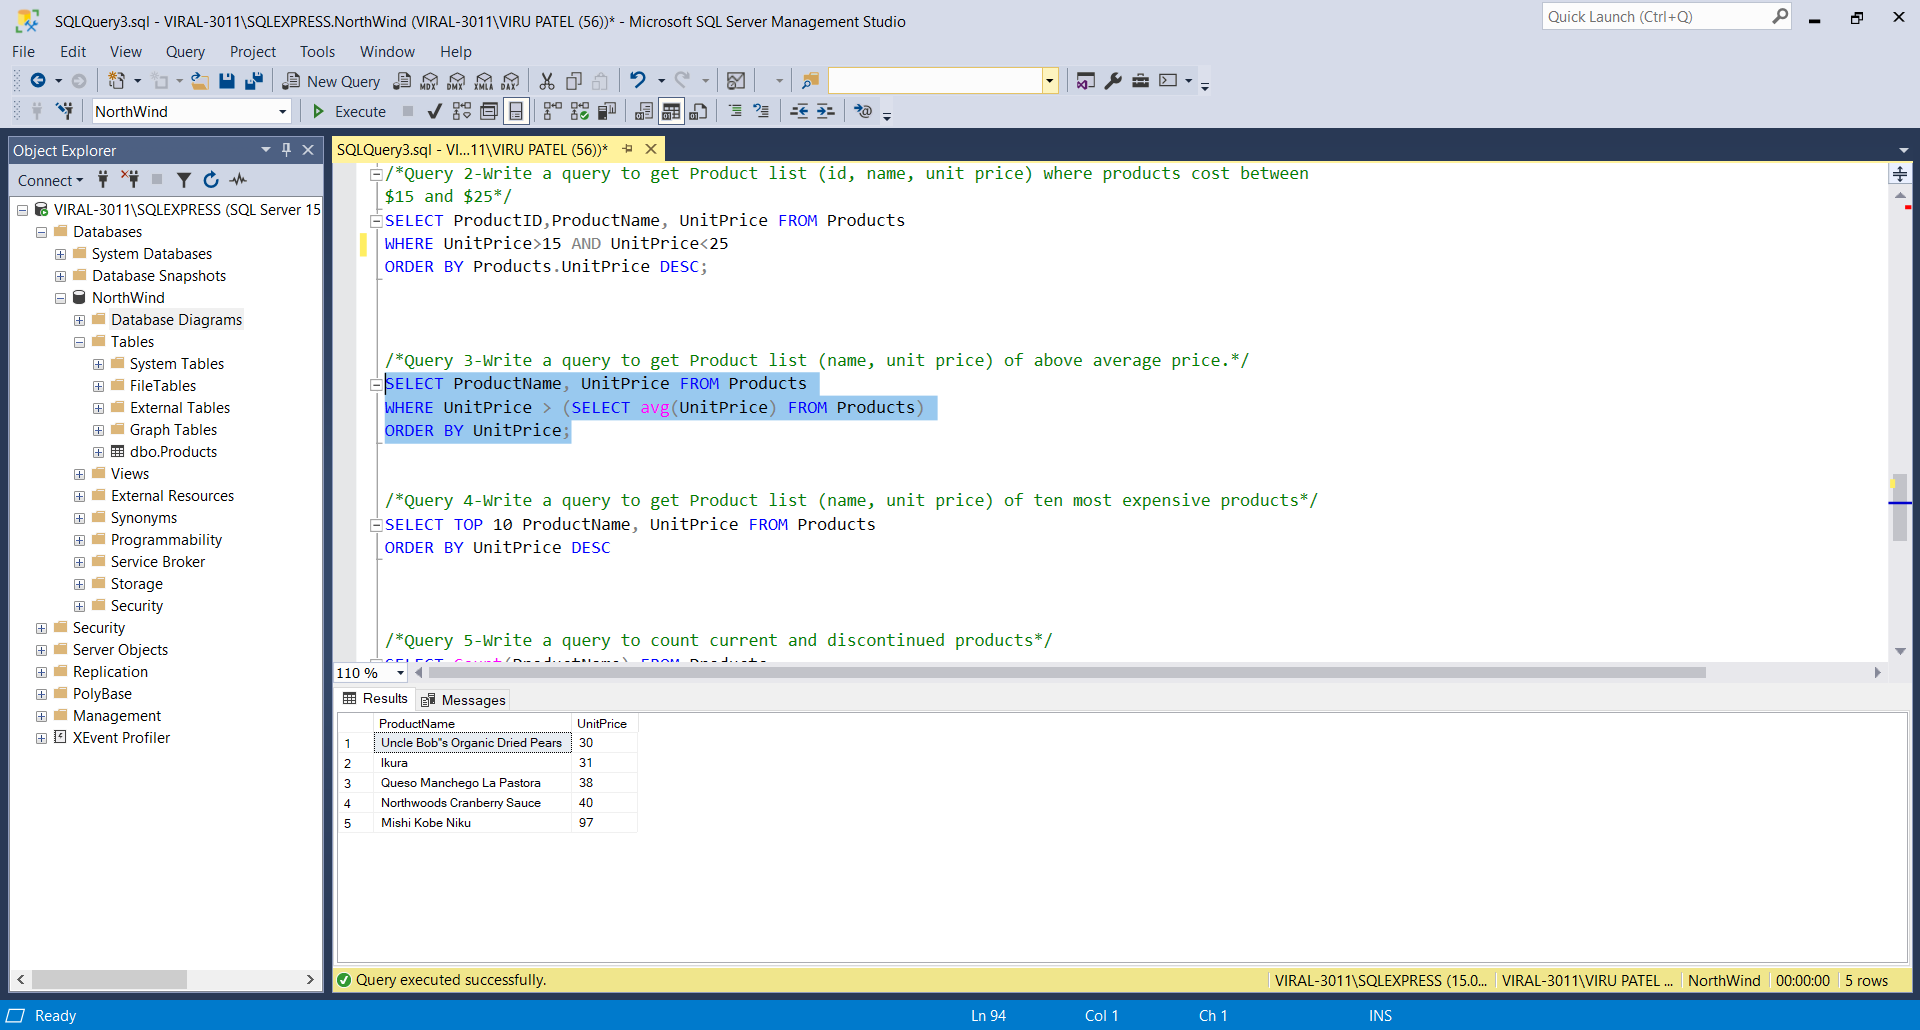 SQLQuery3.sql - VIRAL-3011\SQLEXPRESS.NorthWind (VIRAL-3011\VIRU PATEL (56))* - Microsoft SQL Server Management Studio
Quick Launch (Ctrl+Q)
File Edit View Query Project Tools Window Help
New Query MDX DMX XMLA DAX
NorthWind Execute
Object Explorer
SQLQuery3.sql - VI...11\VIRU PATEL (56))*
Connect
VIRAL-3011\SQLEXPRESS (SQL Server 15
Databases
System Databases
Database Snapshots
NorthWind
Database Diagrams
Tables
System Tables
FileTables
External Tables
Graph Tables
dbo.Products
Views
External Resources
Synonyms
Programmability
Service Broker
Storage
Security
Security
Server Objects
Replication
PolyBase
Management
XEvent Profiler
/*Query 2-Write a query to get Product list (id, name, unit price) where products cost between
$15 and $25*/
SELECT ProductID,ProductName, UnitPrice FROM Products
WHERE UnitPrice>15 AND UnitPrice<25
ORDER BY Products.UnitPrice DESC;
/*Query 3-Write a query to get Product list (name, unit price) of above average price.*/
SELECT ProductName, UnitPrice FROM Products
WHERE UnitPrice > (SELECT avg(UnitPrice) FROM Products)
ORDER BY UnitPrice;
/*Query 4-Write a query to get Product list (name, unit price) of ten most expensive products*/
SELECT TOP 10 ProductName, UnitPrice FROM Products
ORDER BY UnitPrice DESC
/*Query 5-Write a query to count current and discontinued products*/
SELECT Count(ProductName) FROM Products
110 %
Results Messages
ProductName UnitPrice
1 Uncle Bob"s Organic Dried Pears 30
2 Ikura 31
3 Queso Manchego La Pastora 38
4 Northwoods Cranberry Sauce 40
5 Mishi Kobe Niku 97
Query executed successfully. VIRAL-3011\SQLEXPRESS (15.0... VIRAL-3011\VIRU PATEL ... NorthWind 00:00:00 5 rows
Ready Ln 94 Col 1 Ch 1 INS